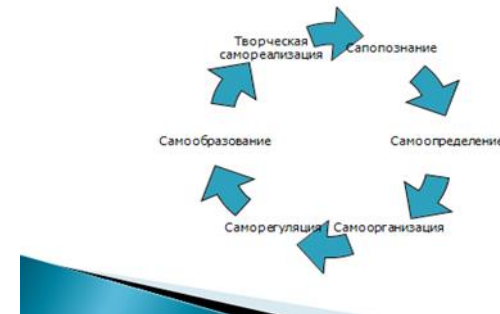 Творческая
самореализация
Сапопознание
Самоопределение
Самоорганизация
Саморегуляция
Самообразование